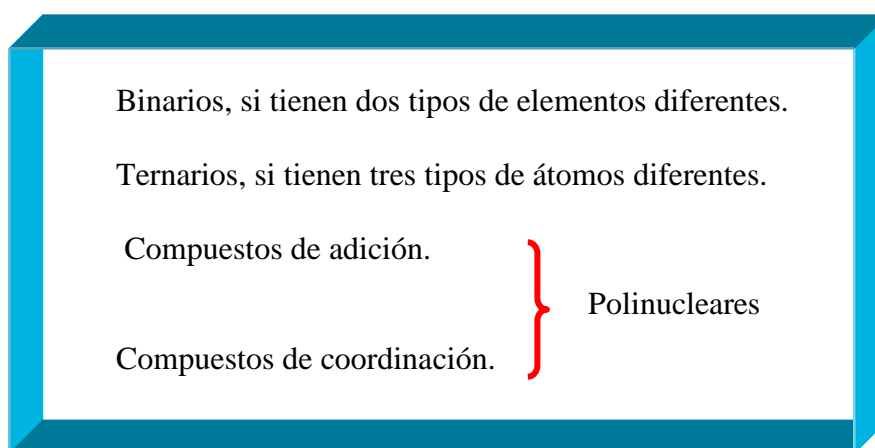 Binarios, si tienen dos tipos de elementos diferentes.
Ternarios, si tienen tres tipos de átomos diferentes.
Compuestos de adición.
Polinucleares
Compuestos de coordinación.